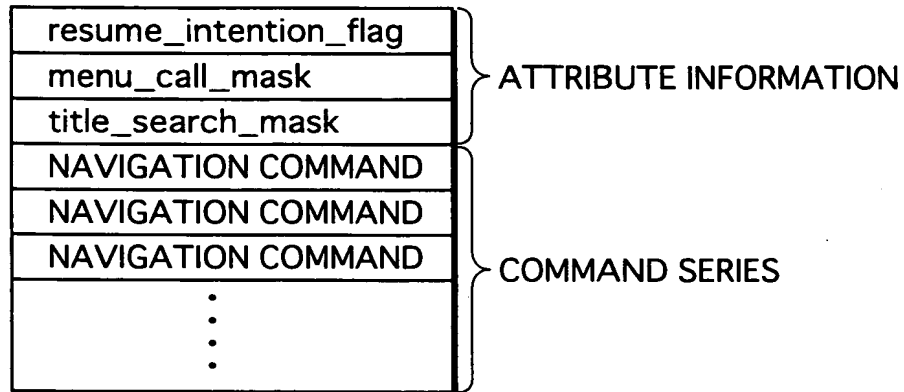 resume_intention_flag
menu_call_mask
title_search_mask
ATTRIBUTE INFORMATION
NAVIGATION COMMAND
NAVIGATION COMMAND
NAVIGATION COMMAND
COMMAND SERIES